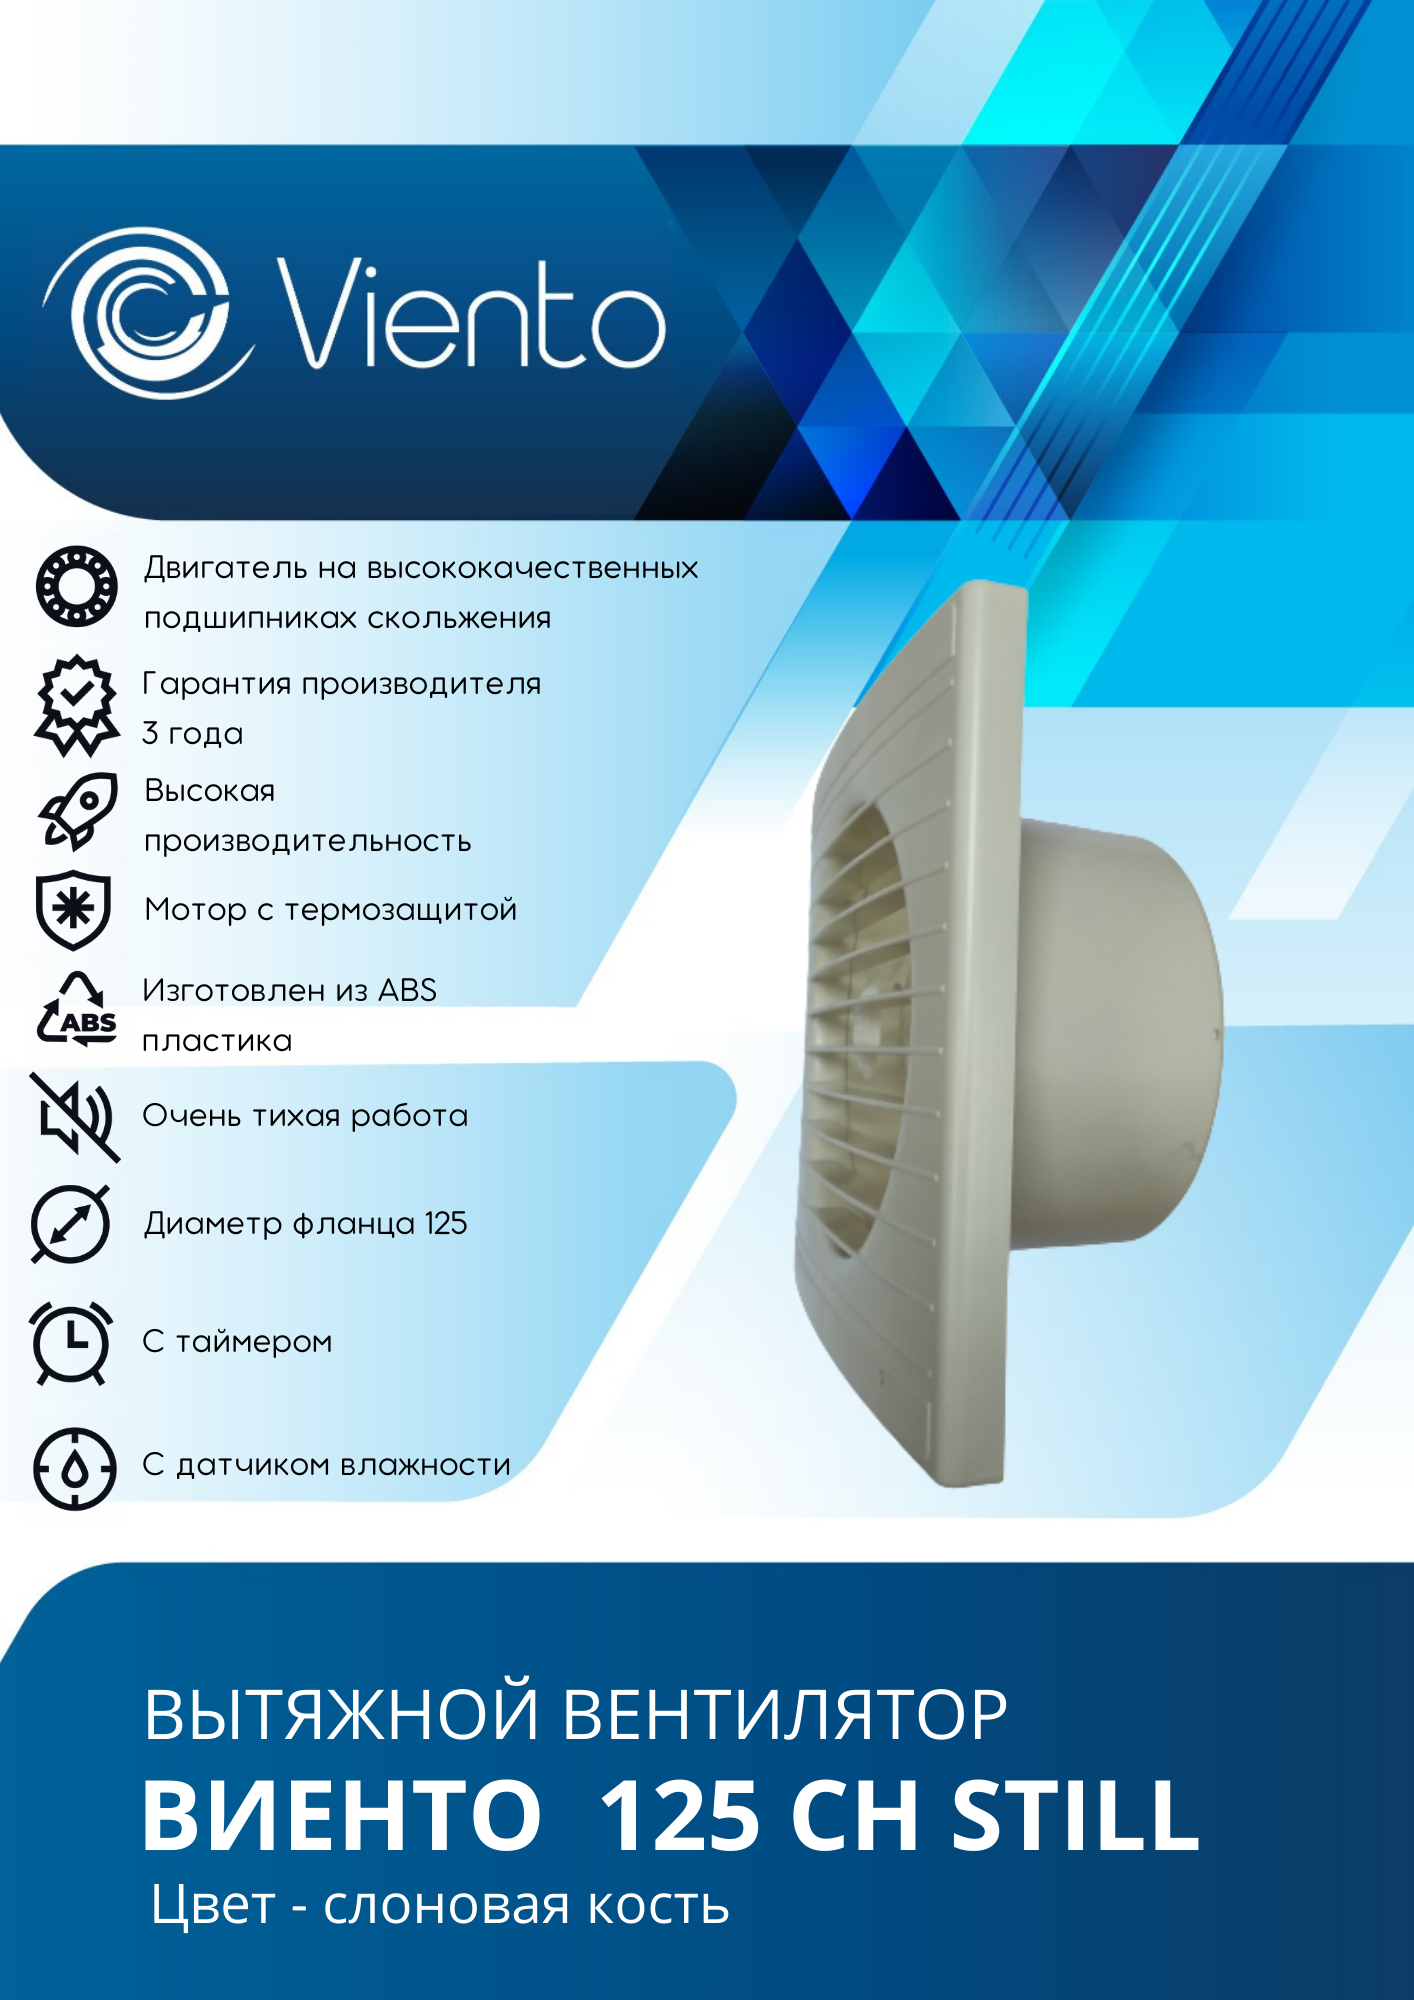 Viento
Двигатель на высококачественных
подшипниках скольжения
Гарантия производителя
3 года
Высокая
производительность
Мотор с термозащитой
Изготовлен из ABS
пластика
ABS
Очень тихая работа
Диаметр фланца 125
С таймером
С датчиком влажности
ВЫТЯЖНОЙ ВЕНТИЛЯТОР
ВИЕНТО 125 СН STILL
Цвет - слоновая кость